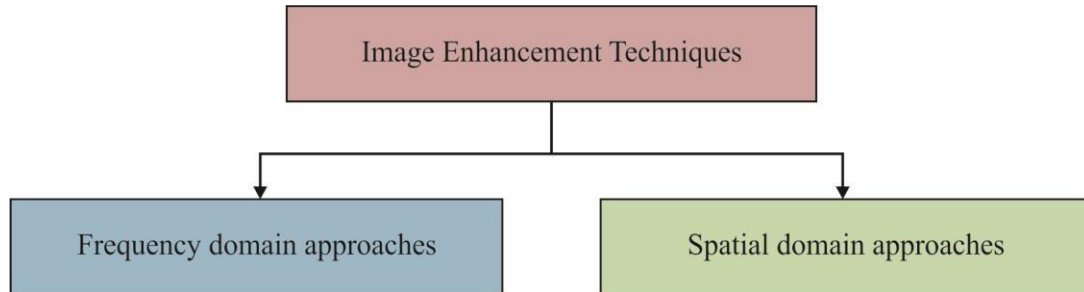 Image Enhancement Techniques
Frequency domain approaches
Spatial domain approaches